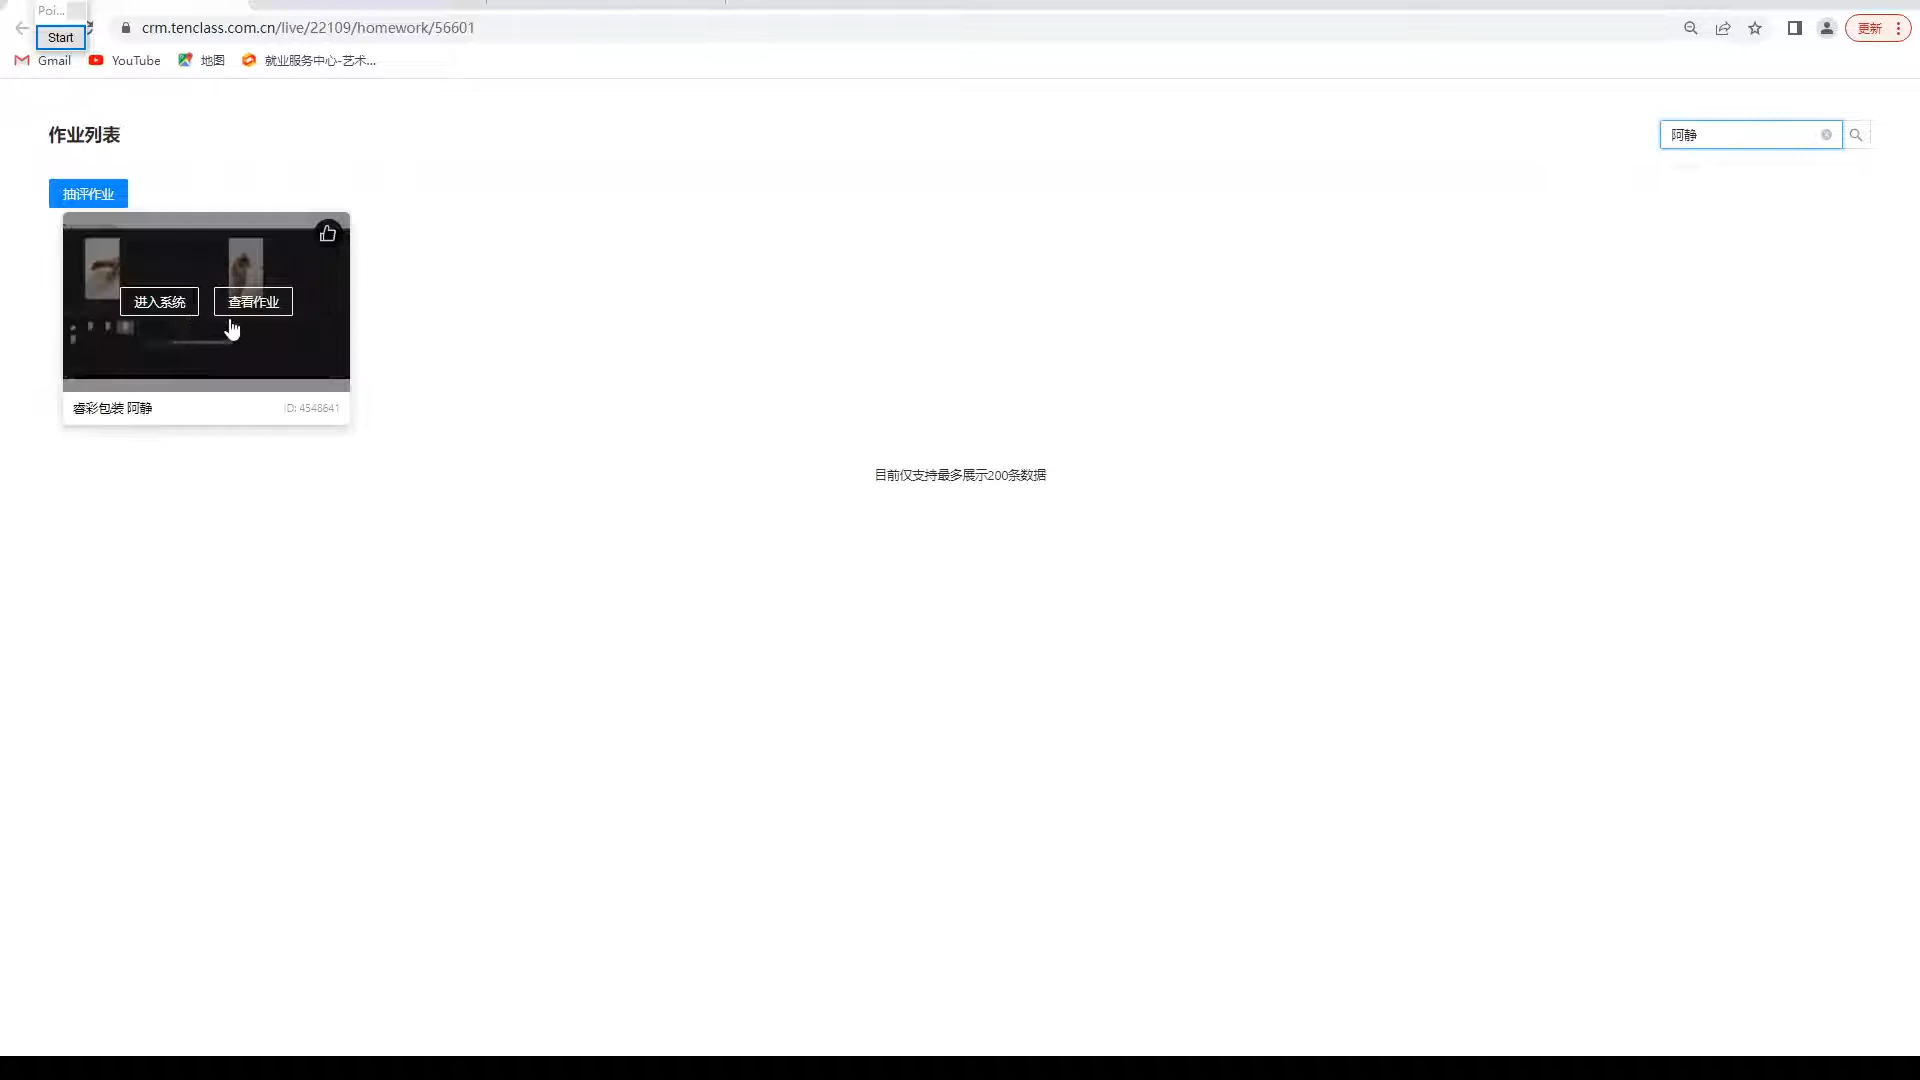 Poi...
Start
crm.tenclass.com.cn/live/22109/homework/56601
更新
Gmail
YouTube
地图
就业服务中心-艺术...
作业列表
阿静
抽评作业
进入系统
查看作业
睿彩包装 阿静
ID: 4548641
目前仅支持最多展示200条数据